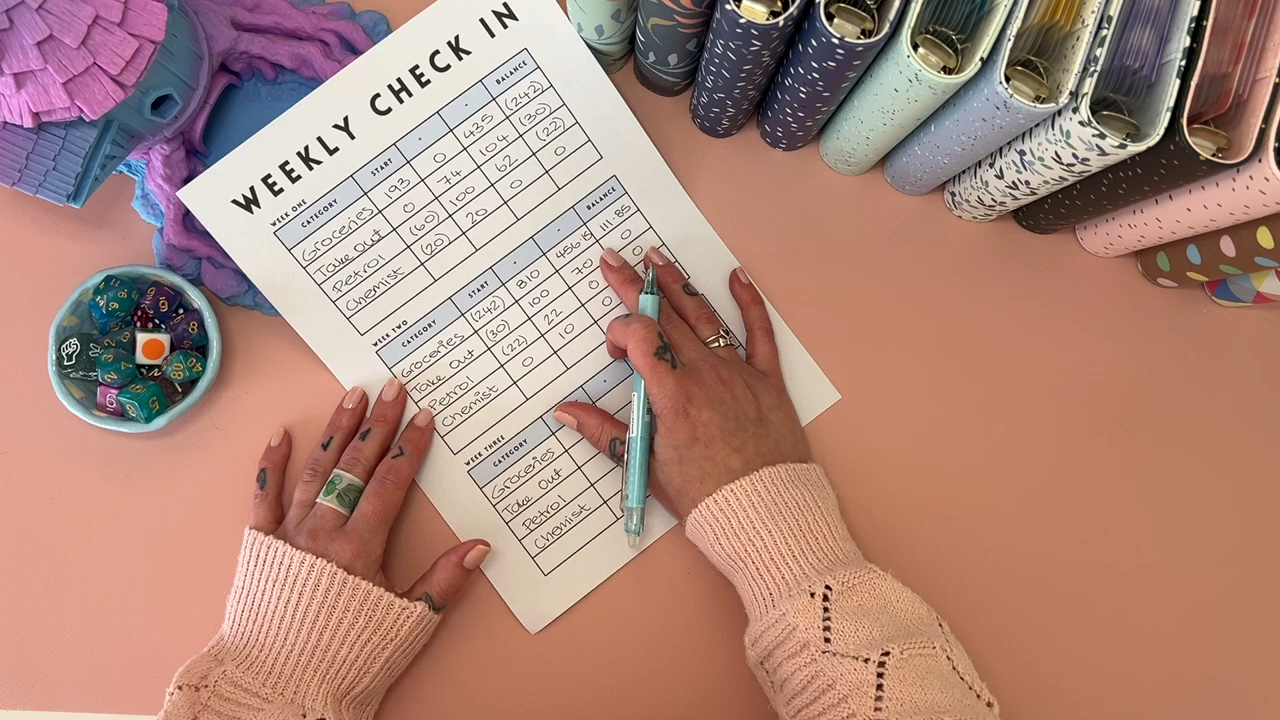 WEEKLY CHECK IN
WEEK ONE
CATEGORY START BALANCE
Groceries 193 0 435 (242)
Take Out 0 74 104 (30)
Petrol (60) 100 62 (22)
Chemist (20) 20 0 0
WEEK TWO
CATEGORY START BALANCE
Groceries (242) 810 456.15 111.85
Take Out (30) 100 70 0
Petrol (22) 22 0 0
Chemist 0 10 0
WEEK THREE
CATEGORY
Groceries
Take Out
Petrol
Chemist